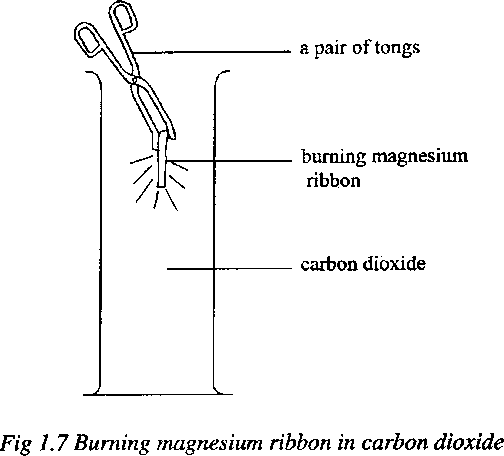 a pair of tongs
burning magnesium
ribbon
carbon dioxide
Fig 1.7 Burning magnesium ribbon in carbon dioxide